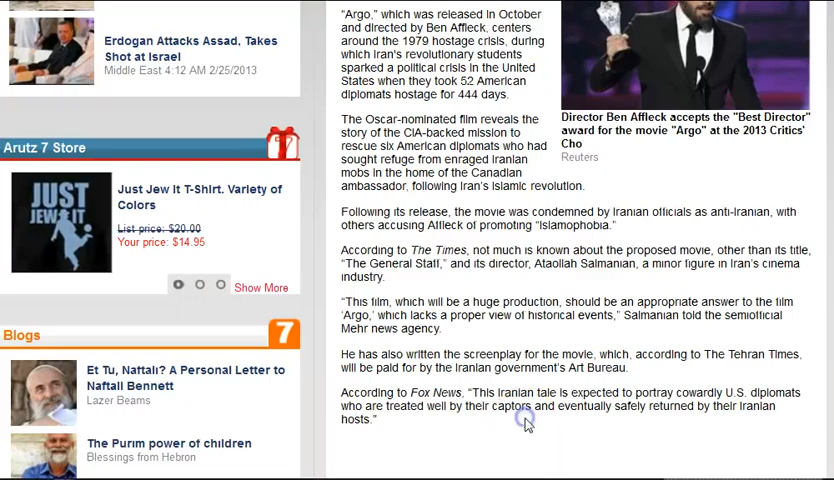 Erdogan Attacks Assad, Takes
Shot at Israel
Middle East 4:12 AM 2/25/2013
Arutz 7 Store
JUST
JEW IT
Just Jew It T-Shirt. Variety of
Colors
List price: $20.00
Your price: $14.95
Show More
Blogs
7
Et Tu, Naftali? A Personal Letter to
Naftali Bennett
Lazer Beams
The Purim power of children
Blessings from Hebron
“Argo,” which was released in October
and directed by Ben Affleck, centers
around the 1979 hostage crisis, during
which Iran's revolutionary students
sparked a political crisis in the United
States when they took 52 American
diplomats hostage for 444 days.
The Oscar-nominated film reveals the
story of the CIA-backed mission to
rescue six American diplomats who had
sought refuge from enraged Iranian
mobs in the home of the Canadian
ambassador, following Iran’s Islamic revolution.
Director Ben Affleck accepts the "Best Director"
award for the movie "Argo" at the 2013 Critics'
Cho
Reuters
Following its release, the movie was condemned by Iranian officials as anti-Iranian, with
others accusing Affleck of promoting “Islamophobia.”
According to The Times, not much is known about the proposed movie, other than its title,
“The General Staff,” and its director, Ataollah Salmanian, a minor figure in Iran’s cinema
industry.
“This film, which will be a huge production, should be an appropriate answer to the film
‘Argo,’ which lacks a proper view of historical events,” Salmanian told the semiofficial
Mehr news agency.
He has also written the screenplay for the movie, which, according to The Tehran Times,
will be paid for by the Iranian government’s Art Bureau.
According to Fox News, “This Iranian tale is expected to portray cowardly U.S. diplomats
who are treated well by their captors and eventually safely returned by their Iranian
hosts.”